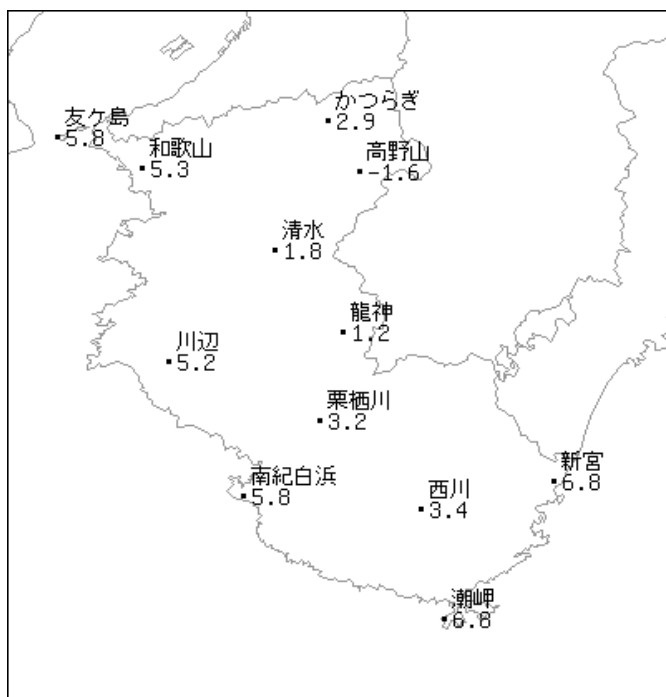 かつらぎ
2.9
友ケ島
5.8
和歌山
5.3
高野山
-1.6
清水
1.8
龍神
1.2
川辺
5.2
栗栖川
3.2
新宮
6.8
南紀白浜
5.8
西川
3.4
潮岬
6.8